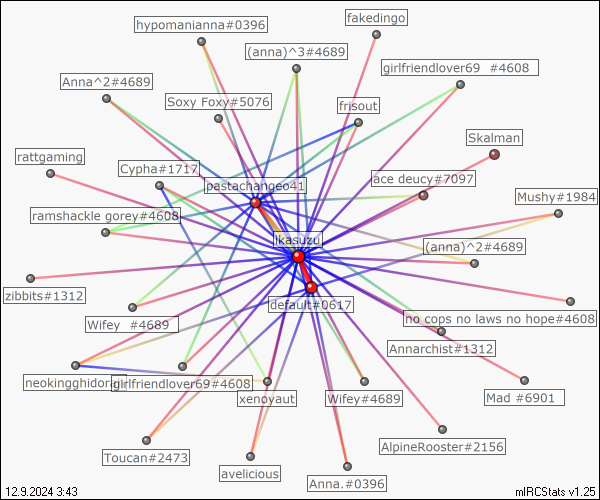 fakedingo
hypomanianna#0396
(anna)^3#4689
girlfriendlover69 #4608
Anna^2#4689
Soxy Foxy#5076
frisout
Skalman
rattgaming
Cypha#1717
ace deucy#7097
pastachangeo41
Mushy#1984
ramshackle gorey#4608
ikasuzu
(anna)^2#4689
zibbits#1312
default#0617
no cops no laws no hope#4608
Wifey #4689
Annarchist#1312
neokingghidorah
girlfriendlover69#4608
xenoyaut
Wifey#4689
Mad #6901
AlpineRooster#2156
Toucan#2473
avelicious
Anna.#0396
12.9.2024 3:43
mIRCStats v1.25